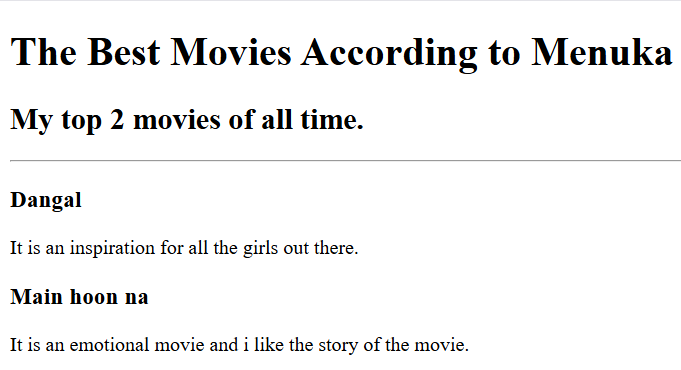 The Best Movies According to Menuka
My top 2 movies of all time.
Dangal
It is an inspiration for all the girls out there.
Main hoon na
It is an emotional movie and i like the story of the movie.